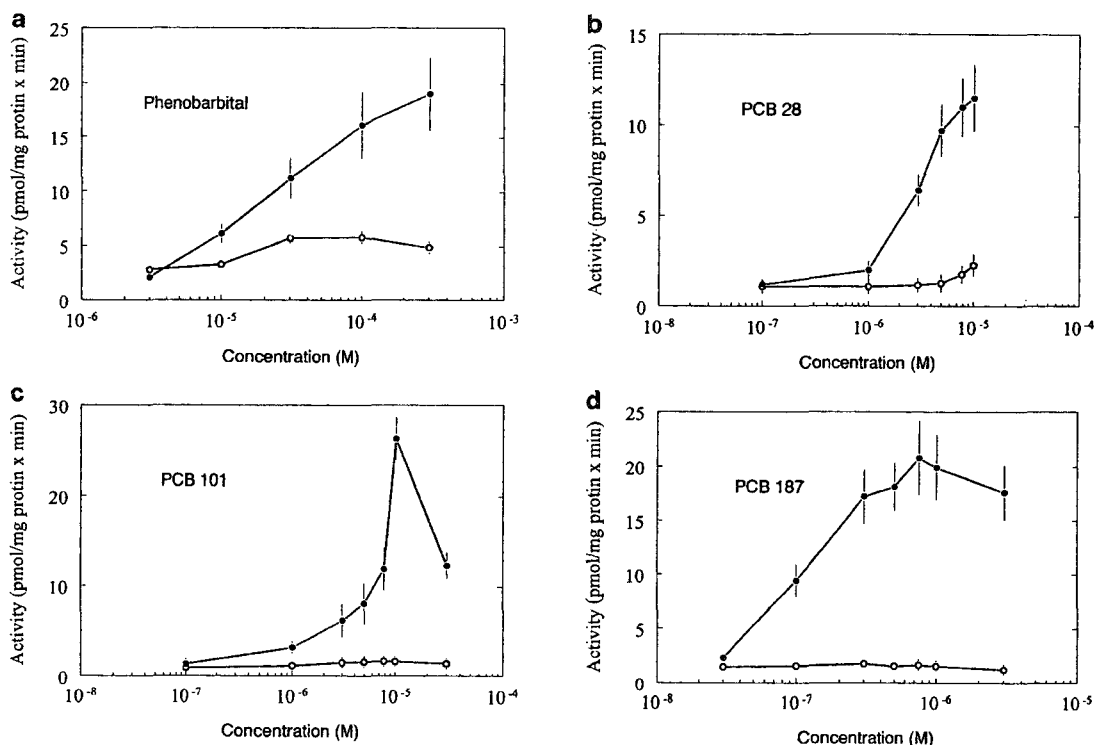 a
Activity (pmol/mg protin x min)
25
20
15
10
5
0
Phenobarbital
10-6
10-5
10-4
10-3
Concentration (M)
b
Activity (pmol/mg protin x min)
15
10
5
0
PCB 28
10-8
10-7
10-6
10-5
10-4
Concentration (M)
c
Activity (pmol/mg protin x min)
30
20
10
0
PCB 101
10-8
10-7
10-6
10-5
10-4
Concentration (M)
d
Activity (pmol/mg protin x min)
25
20
15
10
5
0
PCB 187
10-8
10-7
10-6
10-5
Concentration (M)